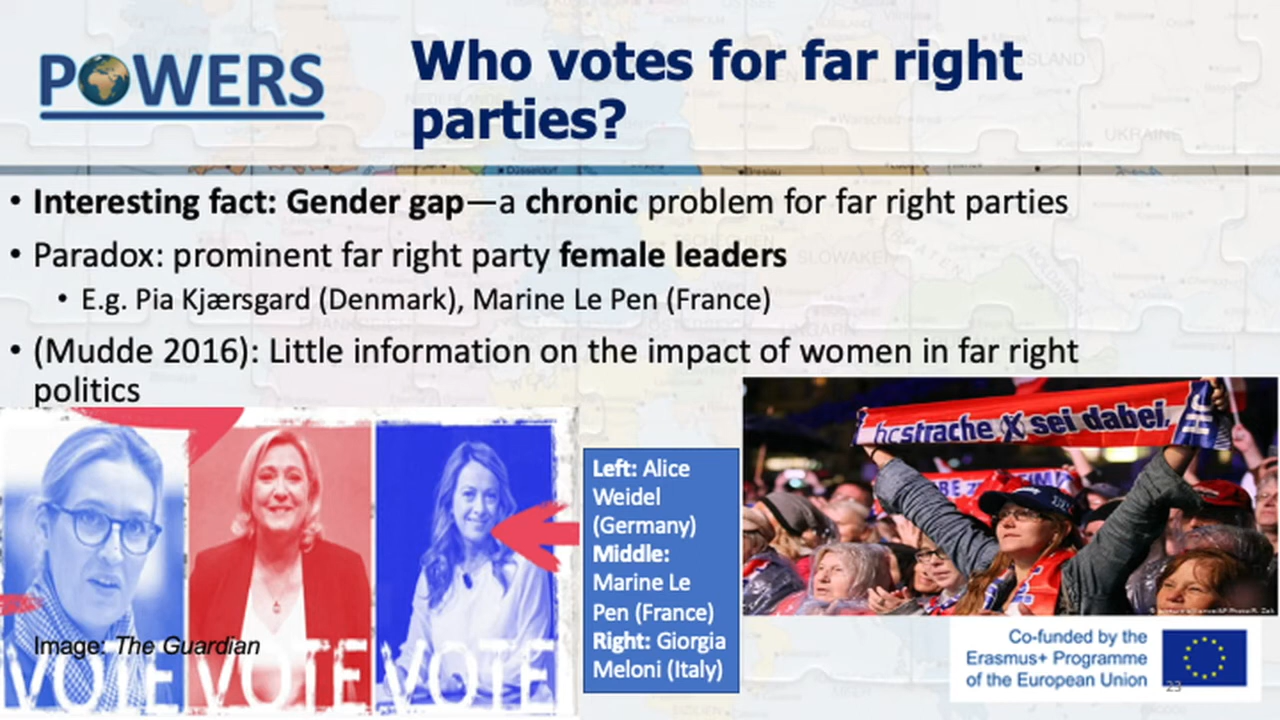 POWERS
Who votes for far right
parties?
• Interesting fact: Gender gap—a chronic problem for far right parties
• Paradox: prominent far right party female leaders
• E.g. Pia Kjærsgard (Denmark), Marine Le Pen (France)
• (Mudde 2016): Little information on the impact of women in far right
politics
hcstrache X sei dabei.
Left: Alice
Weidel
(Germany)
Middle:
Marine Le
Pen (France)
Right: Giorgia
Meloni (Italy)
Image: The Guardian
VOTE VOTE VOTE
Co-funded by the
Erasmus+ Programme
of the European Union
23
UKRAINE
SLOWAKEI
Düsseldorf
Breslau